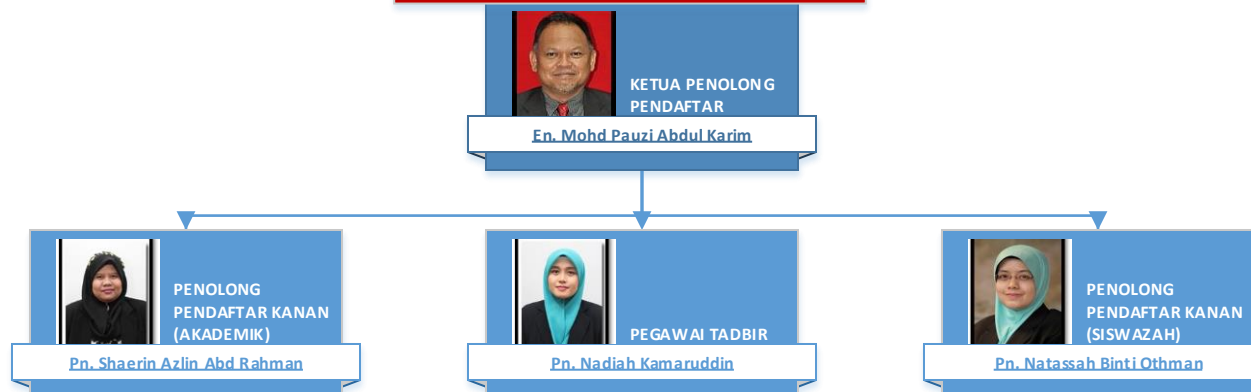 KETUA PENOLONG
PENDAFTAR
En. Mohd Pauzi Abdul Karim
PENOLONG
PENDAFTAR KANAN
(AKADEMIK)
Pn. Shaerin Azlin Abd Rahman
PEGAWAI TADBIR
Pn. Nadiah Kamaruddin
PENOLONG
PENDAFTAR KANAN
(SISWAZAH)
Pn. Natassah Binti Othman